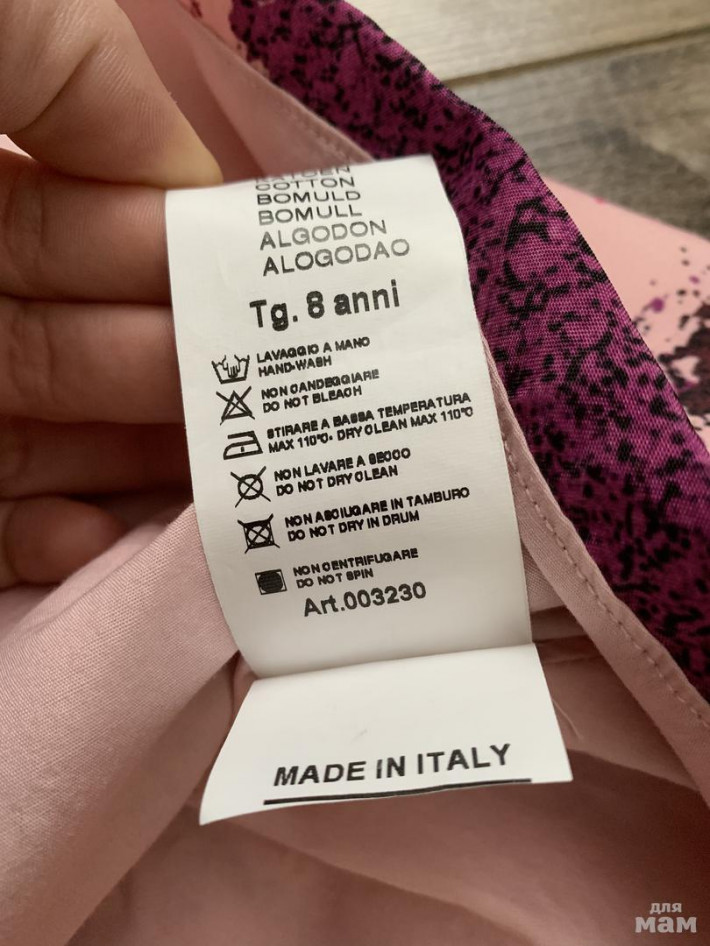 COTTON
BOMULD
BOMULL
ALGODON
ALOGODAO
Tg. 8 anni
LAVAGGIO A MANO
HAND-WASH
NON CANDEGGIARE
DO NOT BLEACH
STIRARE A BASSA TEMPERATURA
MAX 110°C- DRY CLEAN MAX 110°C
NON LAVARE A SECCO
DO NOT DRY CLEAN
NON ASCIUGARE IN TAMBURO
DO NOT DRY IN DRUM
NON CENTRIFUGARE
DO NOT SPIN
Art.003230
MADE IN ITALY
для
мам